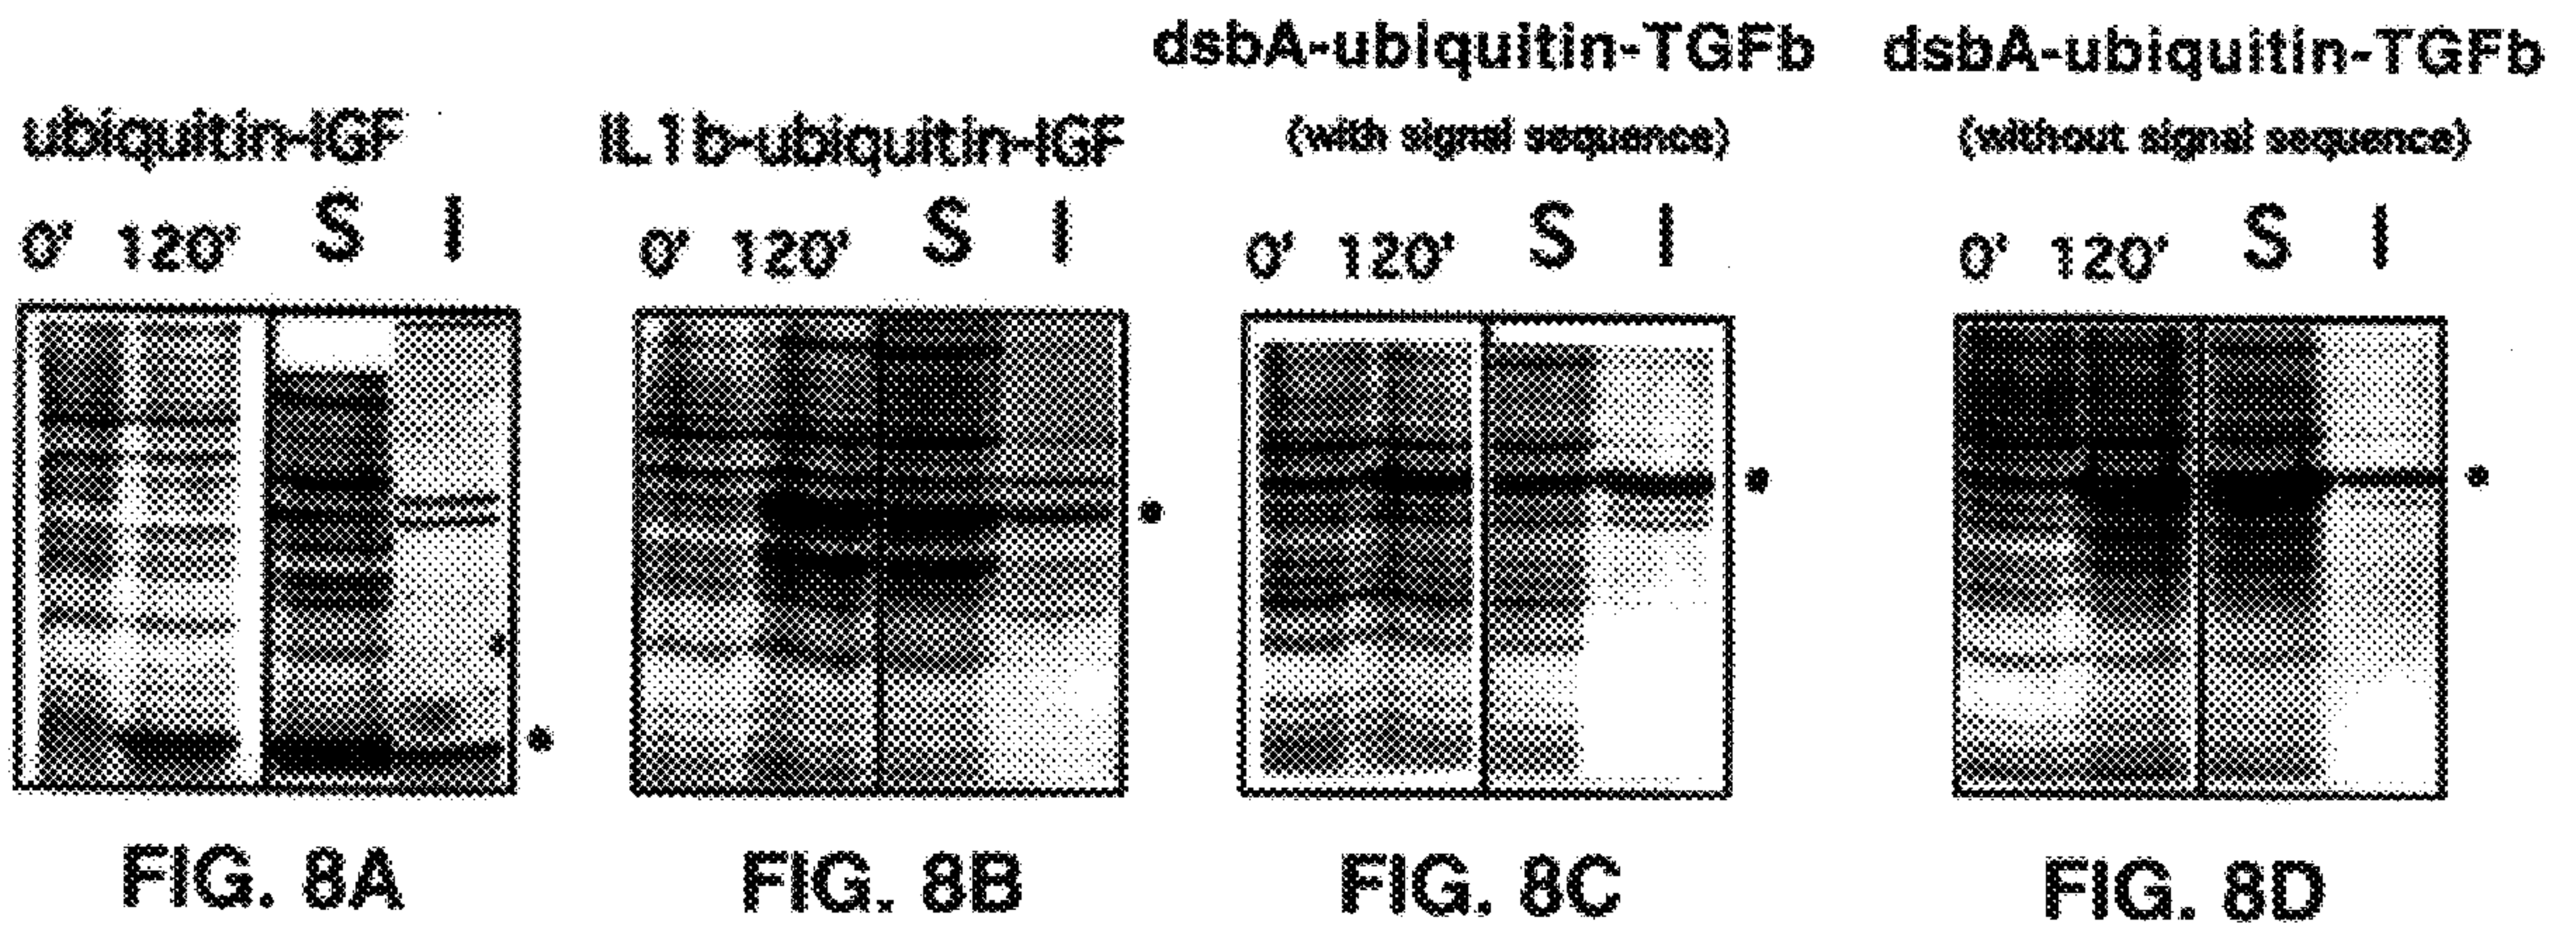 ubiquitin-IGF
0' 120' S I
FIG. 8A
IL1b-ubiquitin-IGF
0' 120' S I
FIG. 8B
dsbA-ubiquitin-TGFb
(with signal sequence)
0' 120' S I
FIG. 8C
dsbA-ubiquitin-TGFb
(without signal sequence)
0' 120' S I
FIG. 8D